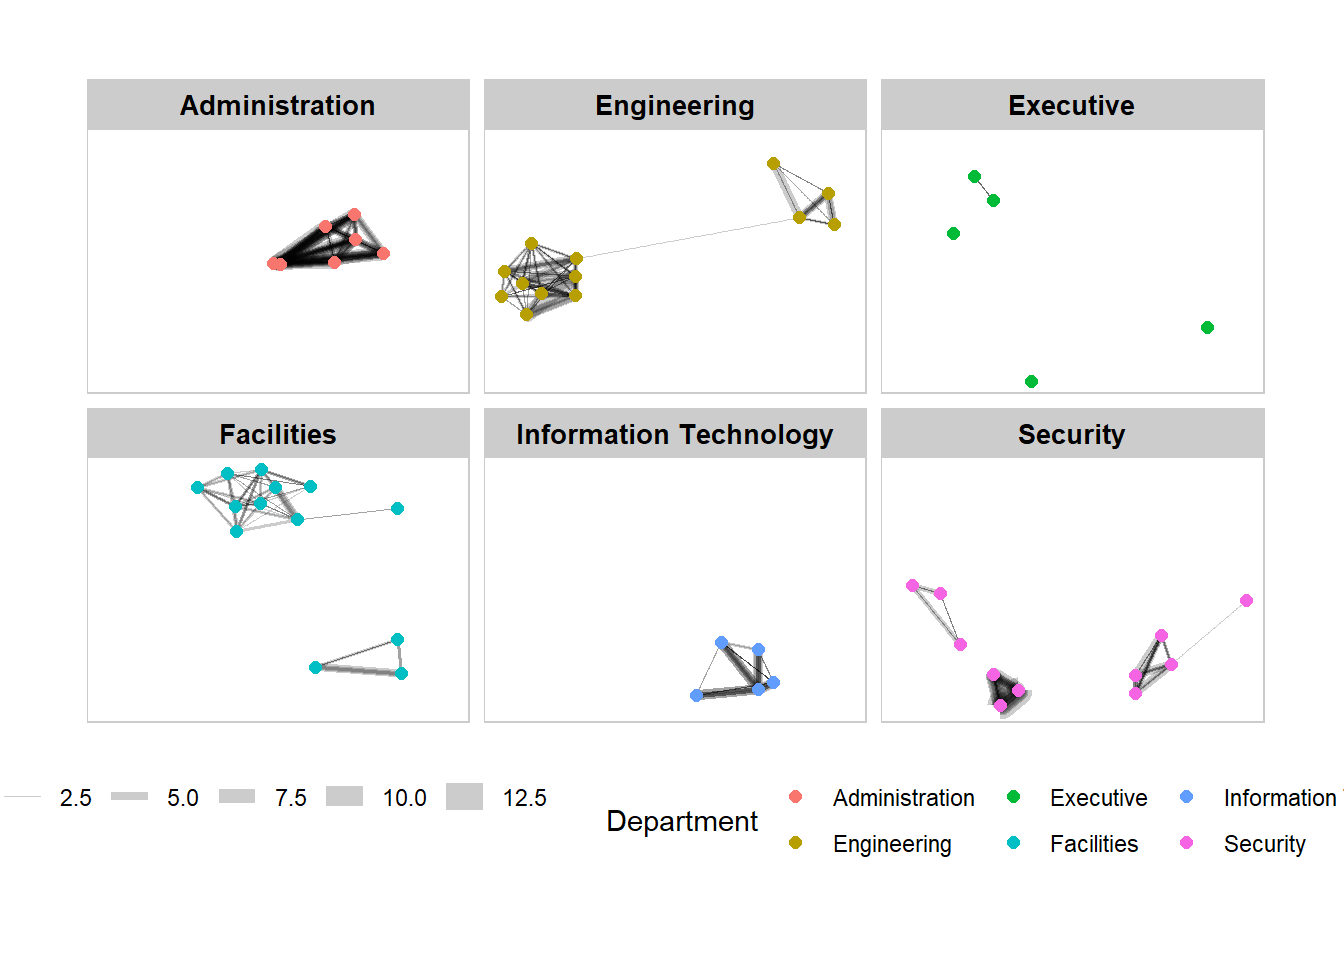 Administration
Engineering
Executive
Facilities
Information Technology
Security
2.5
5.0
7.5
10.0
12.5
Department
Administration
Executive
Information
Engineering
Facilities
Security